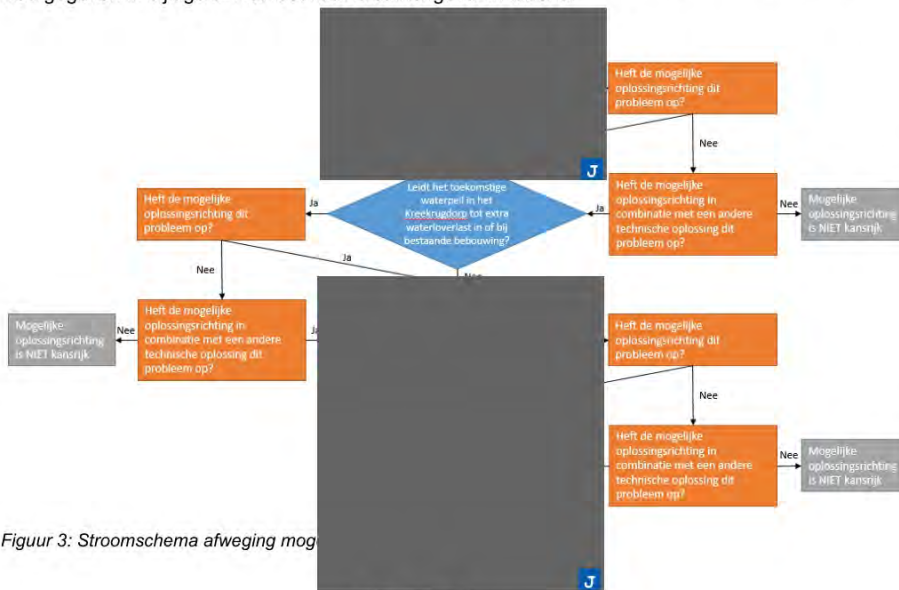 Heft de mogelijke
oplossingsrichting dit
probleem op?
Nee
J
Leidt het toekomstige
waterpeil in het
Kreekrugdorp tot extra
waterloverlast in of bij
bestaande bebouwing?
Ja
Heft de mogelijke
oplossingsrichting dit
probleem op?
Ja
Heft de mogelijke
oplossingsrichting in
combinatie met een andere
technische oplossing dit
probleem op?
Nee
Mogelijke
oplossingsrichting
is NIET kansrijk
Nee
Ja
Nee
Mogelijke
oplossingsrichting
is NIET kansrijk
Nee
Heft de mogelijke
oplossingsrichting in
combinatie met een andere
technische oplossing dit
probleem op?
Heft de mogelijke
oplossingsrichting dit
probleem op?
Nee
Heft de mogelijke
oplossingsrichting in
combinatie met een andere
technische oplossing dit
probleem op?
Nee
Mogelijke
oplossingsrichting
is NIET kansrijk
Figuur 3: Stroomschema afweging
J